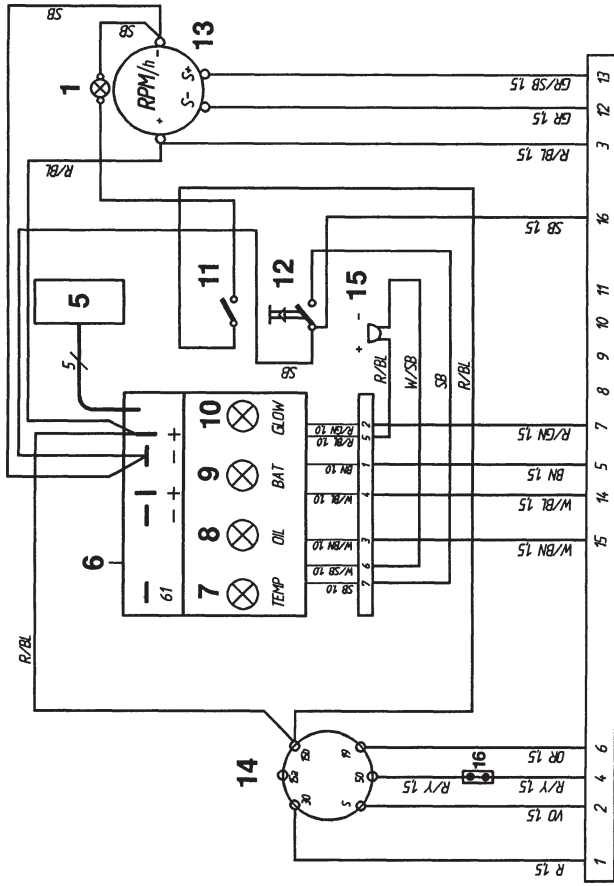 SB
SB
13
1
RPM/h
+
-
S-
S+
R/BL
GR/SB 1,5
GR 1,5
R/BL 1,5
SB 1,5
5
5
11
12
15
+
-
SB
R/BL
W/SB
SB
R/BL
6
7
8
9
10
TEMP
OIL
BAT
GLOW
61
-
+
-
+
SB 1.0
W/SB 1.0
W/BN 1.0
W/BL 1.0
BN 1.0
R/BL 1.0
R/GN 1.0
7
6
3
4
1
5
2
R/GN 1,5
BN 1,5
W/BL 1,5
W/BN 1,5
R/BL
14
30
15a
15b
19
50
S
16
R/Y 1,5
R 1,5
VO 1,5
R/Y 1,5
OR 1,5
1
2
4
6
15
14
5
7
8
9
10
11
16
3
12
13